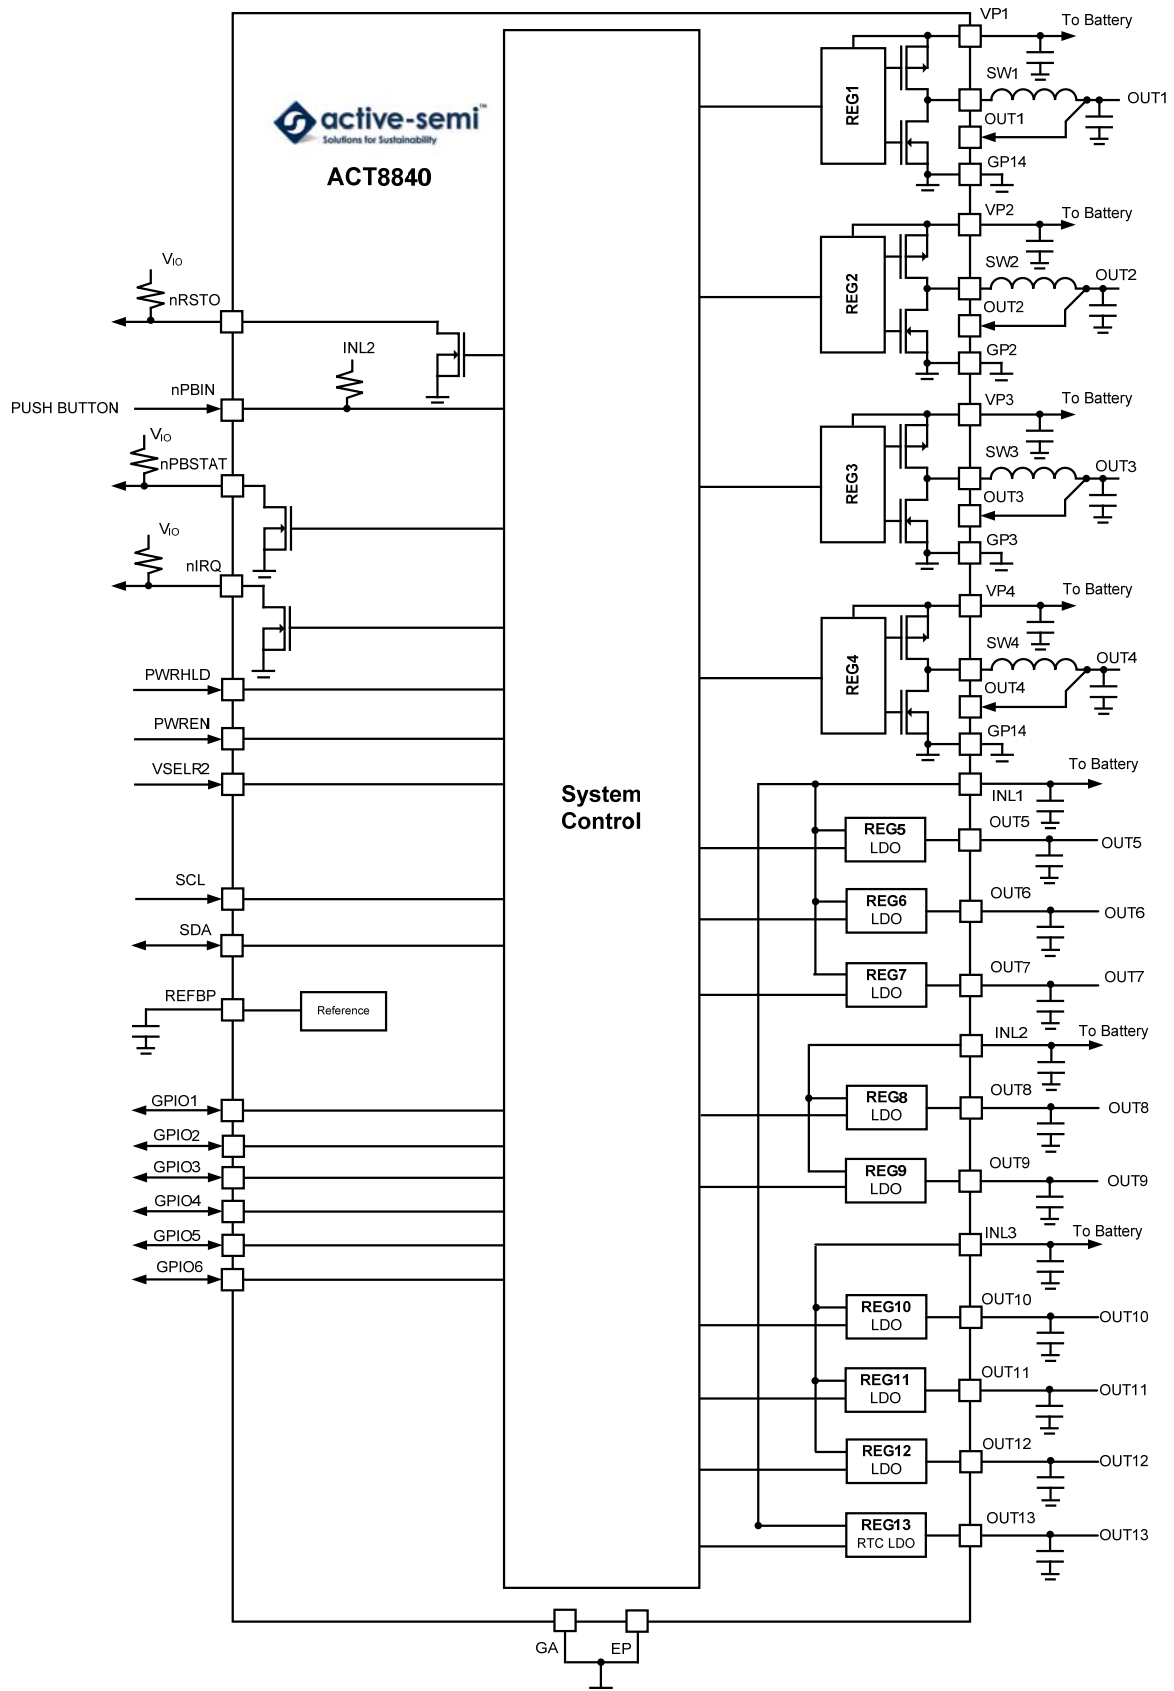 active-semi™
Solutions for Sustainability
ACT8840
System
Control
VIO
nRSTO
INL2
nPBIN
PUSH BUTTON
VIO
nPBSTAT
VIO
nIRQ
PWRHLD
PWREN
VSELR2
SCL
SDA
REFBP
Reference
GPIO1
GPIO2
GPIO3
GPIO4
GPIO5
GPIO6
REG1
VP1
To Battery
SW1
OUT1
OUT1
GP14
REG2
VP2
To Battery
SW2
OUT2
OUT2
GP2
REG3
VP3
To Battery
SW3
OUT3
OUT3
GP3
REG4
VP4
To Battery
SW4
OUT4
OUT4
GP14
To Battery
INL1
REG5
LDO
OUT5
OUT5
REG6
LDO
OUT6
OUT6
REG7
LDO
OUT7
OUT7
INL2
To Battery
REG8
LDO
OUT8
OUT8
REG9
LDO
OUT9
OUT9
INL3
To Battery
REG10
LDO
OUT10
OUT10
REG11
LDO
OUT11
OUT11
REG12
LDO
OUT12
OUT12
REG13
RTC LDO
OUT13
OUT13
GA
EP